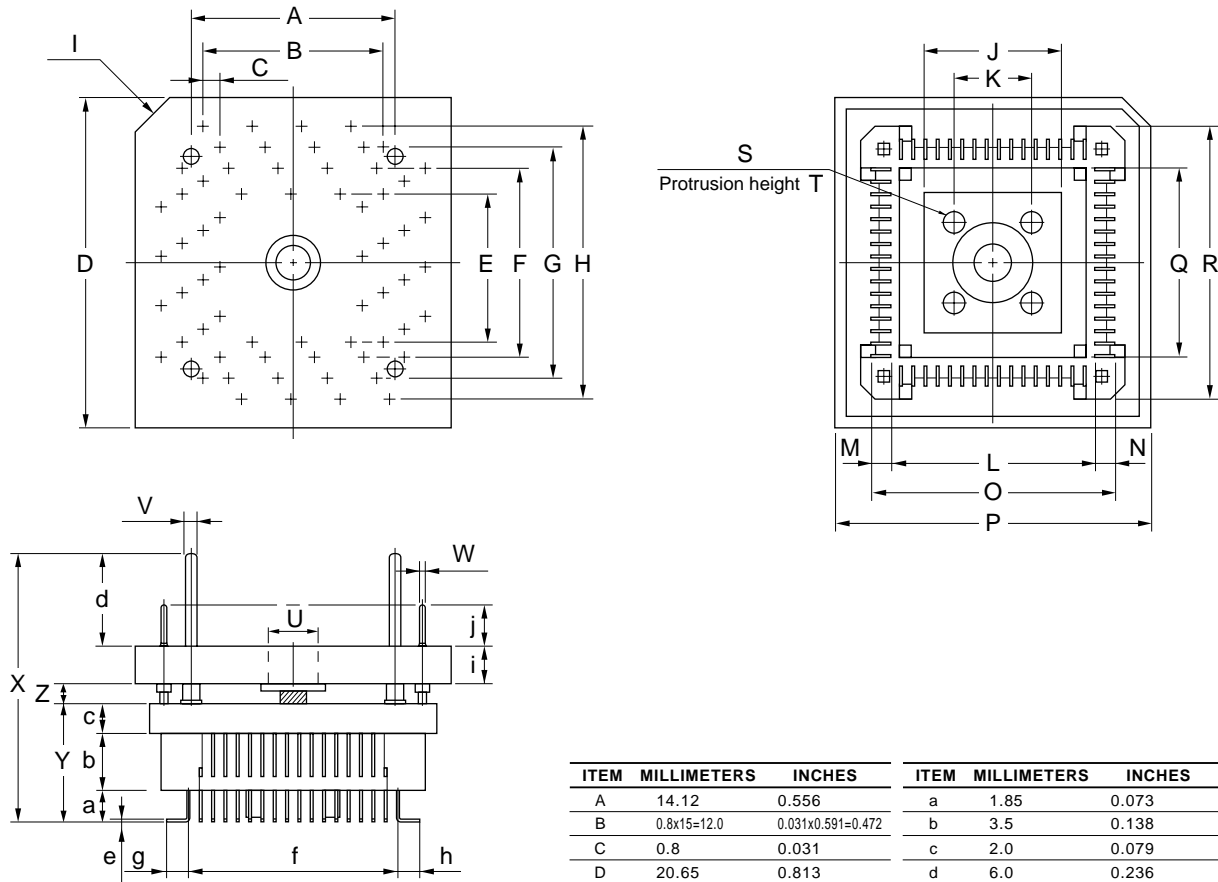 A
I
B
J
C
K
S
Protrusion height T
D
E
F
G
H
Q
R
M
L
N
O
P
V
W
d
U
j
X
i
Z
c
Y
b
a
e
g
f
h
ITEM MILLIMETERS INCHES
A 14.12 0.556
B 0.8x15=12.0 0.031x0.591=0.472
C 0.8 0.031
D 20.65 0.813
ITEM MILLIMETERS INCHES
a 1.85 0.073
b 3.5 0.138
c 2.0 0.079
d 6.0 0.236